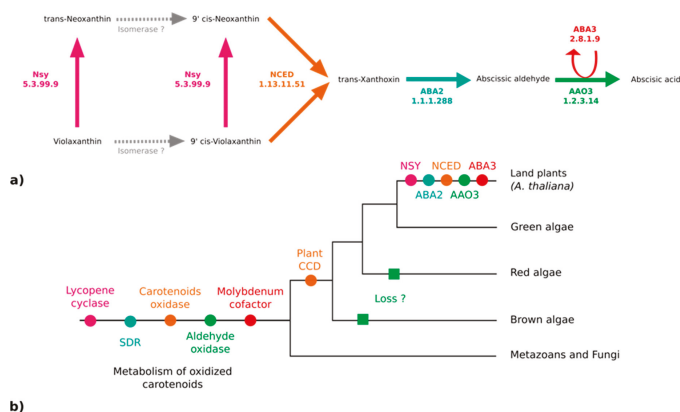 trans-Neoxanthin
9' cis-Neoxanthin
Isomerase ?
ABA3
2.8.1.9
Nsy
5.3.99.9
Nsy
5.3.99.9
NCED
1.13.11.51
trans-Xanthoxin
Abscissic aldehyde
Abscisic acid
ABA2
1.1.1.288
AAO3
1.2.3.14
Violaxanthin
9' cis-Violaxanthin
Isomerase ?
a)
NSY
NCED
ABA3
Land plants
(A. thaliana)
ABA2
AAO3
Green algae
Plant
CCD
Red algae
Lycopene
cyclase
Carotenoids
oxidase
Molybdenum
cofactor
Loss ?
Brown algae
SDR
Aldehyde
oxidase
Metabolism of oxidized
carotenoids
Metazoans and Fungi
b)